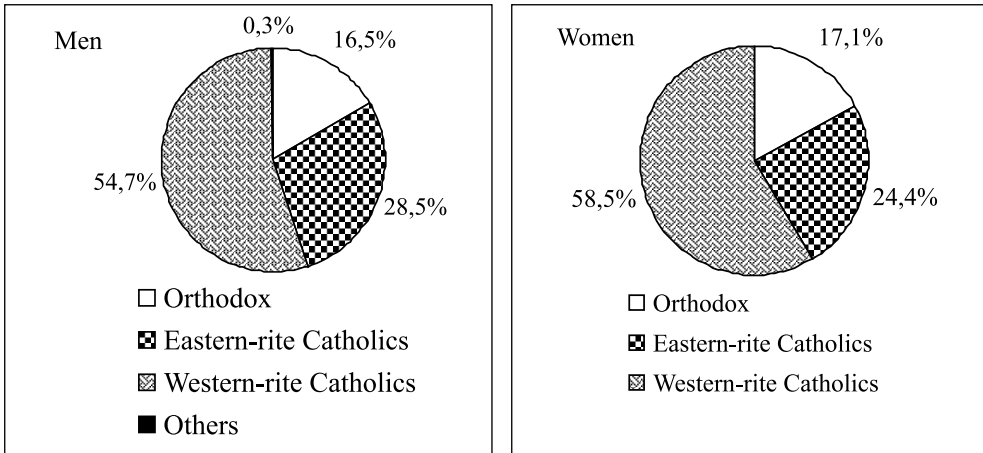 Men
0,3%
16,5%
54,7%
28,5%
Orthodox
Eastern-rite Catholics
Western-rite Catholics
Others
Women
17,1%
58,5%
24,4%
Orthodox
Eastern-rite Catholics
Western-rite Catholics